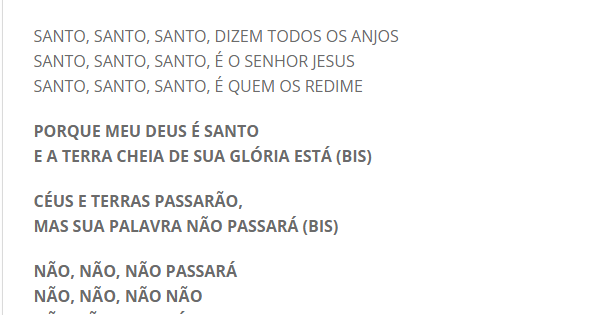 SANTO, SANTO, SANTO, DIZEM TODOS OS ANJOS
SANTO, SANTO, SANTO, É O SENHOR JESUS
SANTO, SANTO, SANTO, É QUEM OS REDIME
PORQUE MEU DEUS É SANTO
E A TERRA CHEIA DE SUA GLÓRIA ESTÁ (BIS)
CÉUS E TERRAS PASSARÃO,
MAS SUA PALAVRA NÃO PASSARÁ (BIS)
NÃO, NÃO, NÃO PASSARÁ
NÃO, NÃO, NÃO NÃO